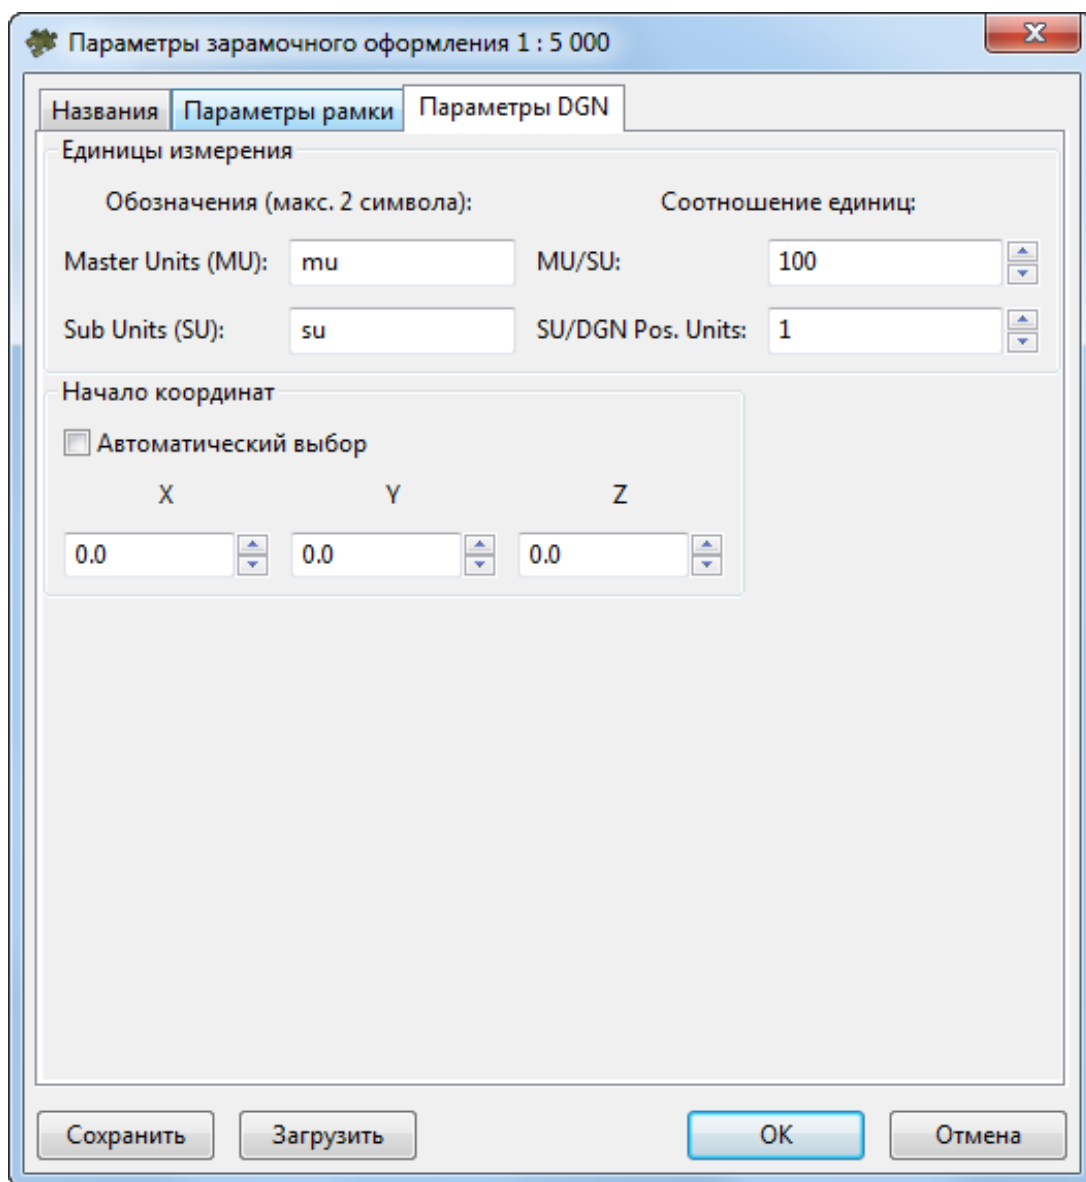 Параметры зарамочного оформления 1 : 5 000
Названия Параметры рамки Параметры DGN
Единицы измерения
Обозначения (макс. 2 символа): Соотношение единиц:
Master Units (MU): mu MU/SU: 100
Sub Units (SU): su SU/DGN Pos. Units: 1
Начало координат
Автоматический выбор
X Y Z
0.0 0.0 0.0
Сохранить Загрузить OK Отмена